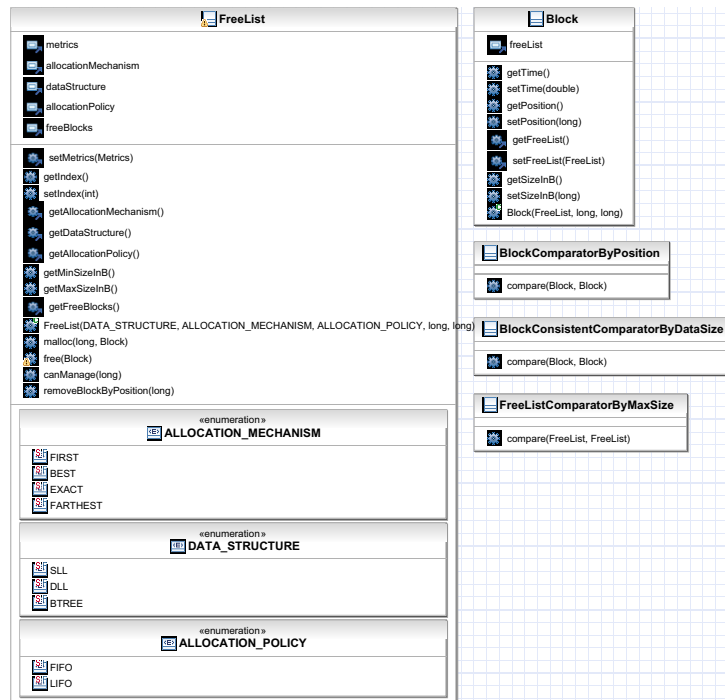 FreeList
metrics
allocationMechanism
dataStructure
allocationPolicy
freeBlocks
setMetrics(Metrics)
getIndex()
setIndex(int)
getAllocationMechanism()
getDataStructure()
getAllocationPolicy()
getMinSizeInB()
getMaxSizeInB()
getFreeBlocks()
FreeList(DATA_STRUCTURE, ALLOCATION_MECHANISM, ALLOCATION_POLICY, long, long)
malloc(long, Block)
free(Block)
canManage(long)
removeBlockByPosition(long)
«enumeration»
ALLOCATION_MECHANISM
FIRST
BEST
EXACT
FARTHEST
«enumeration»
DATA_STRUCTURE
SLL
DLL
BTREE
«enumeration»
ALLOCATION_POLICY
FIFO
LIFO
Block
freeList
getTime()
setTime(double)
getPosition()
setPosition(long)
getFreeList()
setFreeList(FreeList)
getSizeInB()
setSizeInB(long)
Block(FreeList, long, long)
BlockComparatorByPosition
compare(Block, Block)
BlockConsistentComparatorByDataSize
compare(Block, Block)
FreeListComparatorByMaxSize
compare(FreeList, FreeList)